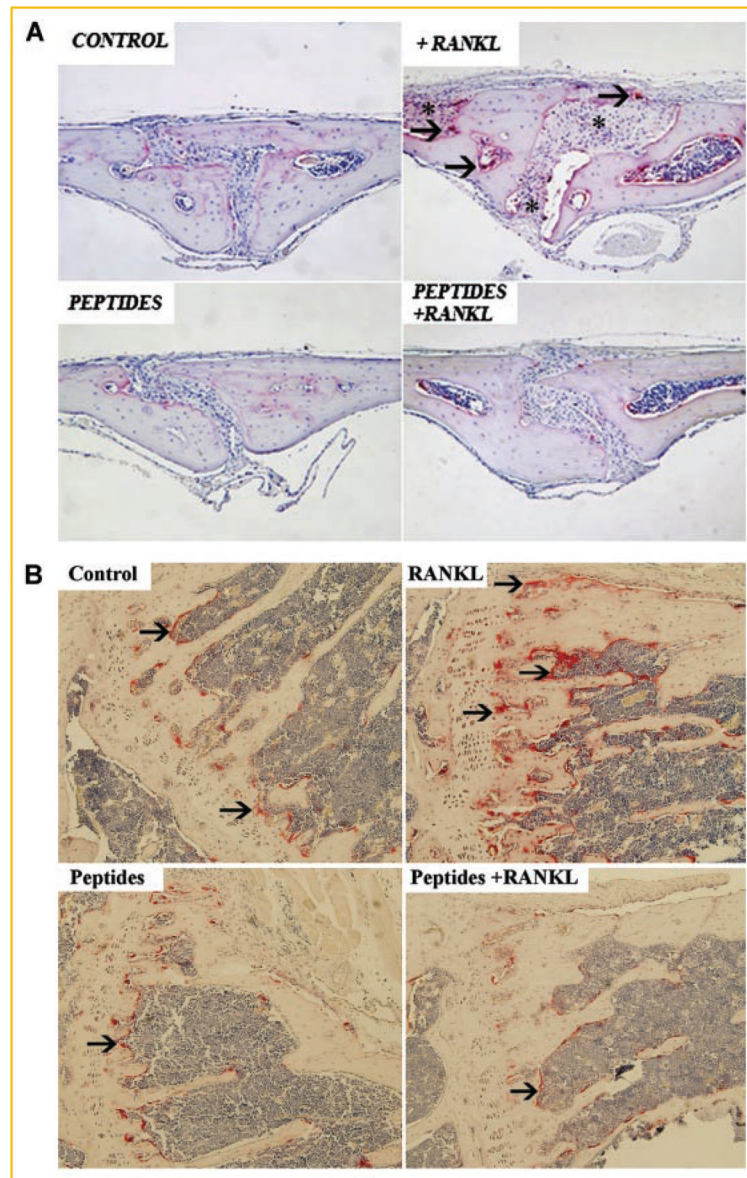 A
CONTROL
+ RANKL
*
*
*
PEPTIDES
PEPTIDES
+RANKL
B
Control
RANKL
Peptides
Peptides +RANKL